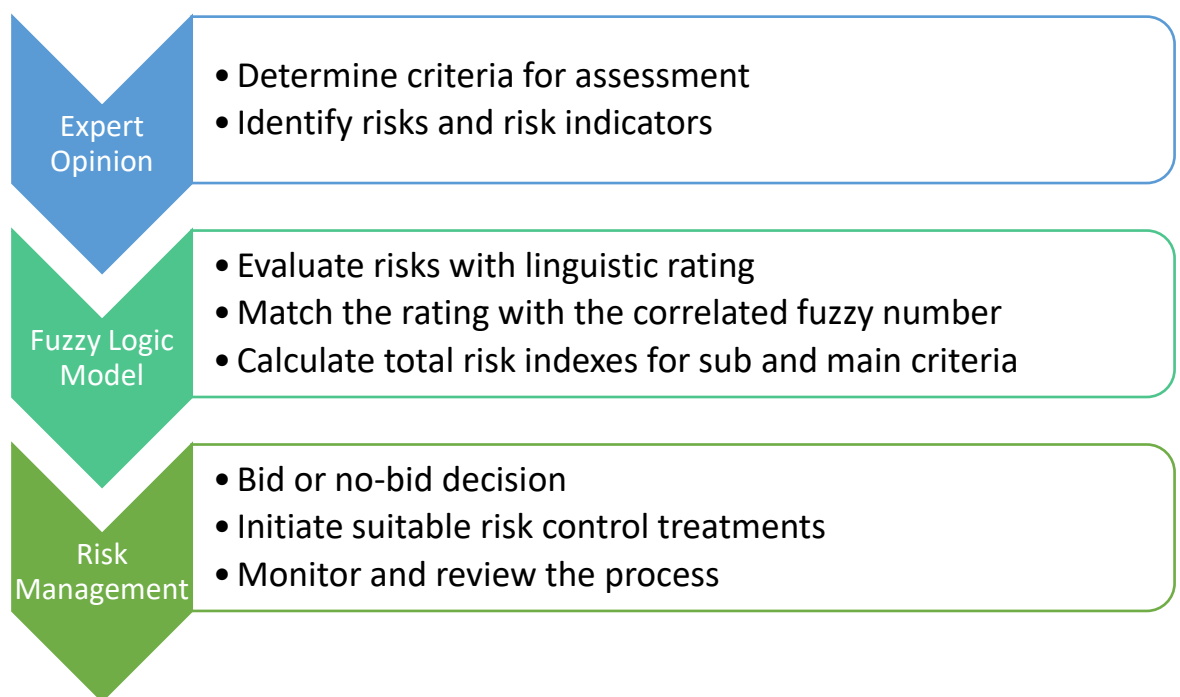 Expert
Opinion
• Determine criteria for assessment
• Identify risks and risk indicators
Fuzzy Logic
Model
• Evaluate risks with linguistic rating
• Match the rating with the correlated fuzzy number
• Calculate total risk indexes for sub and main criteria
Risk
Management
• Bid or no-bid decision
• Initiate suitable risk control treatments
• Monitor and review the process